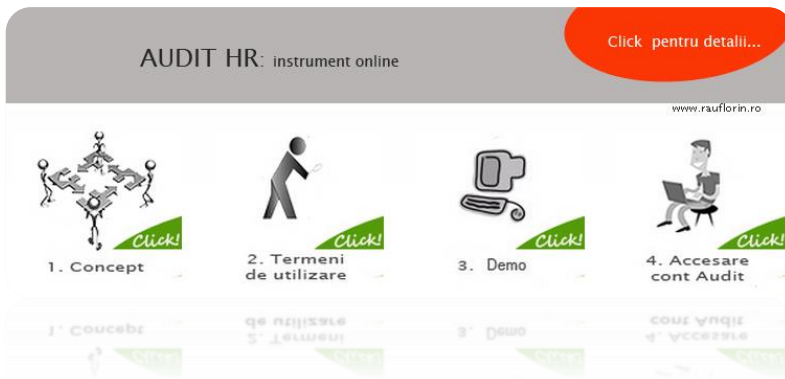 AUDIT HR: instrument online
Click pentru detalii...
www.rauflorin.ro
Click!
1. Concept
Click!
2. Termeni
de utilizare
Click!
3. Demo
Click!
4. Accesare
cont Audit